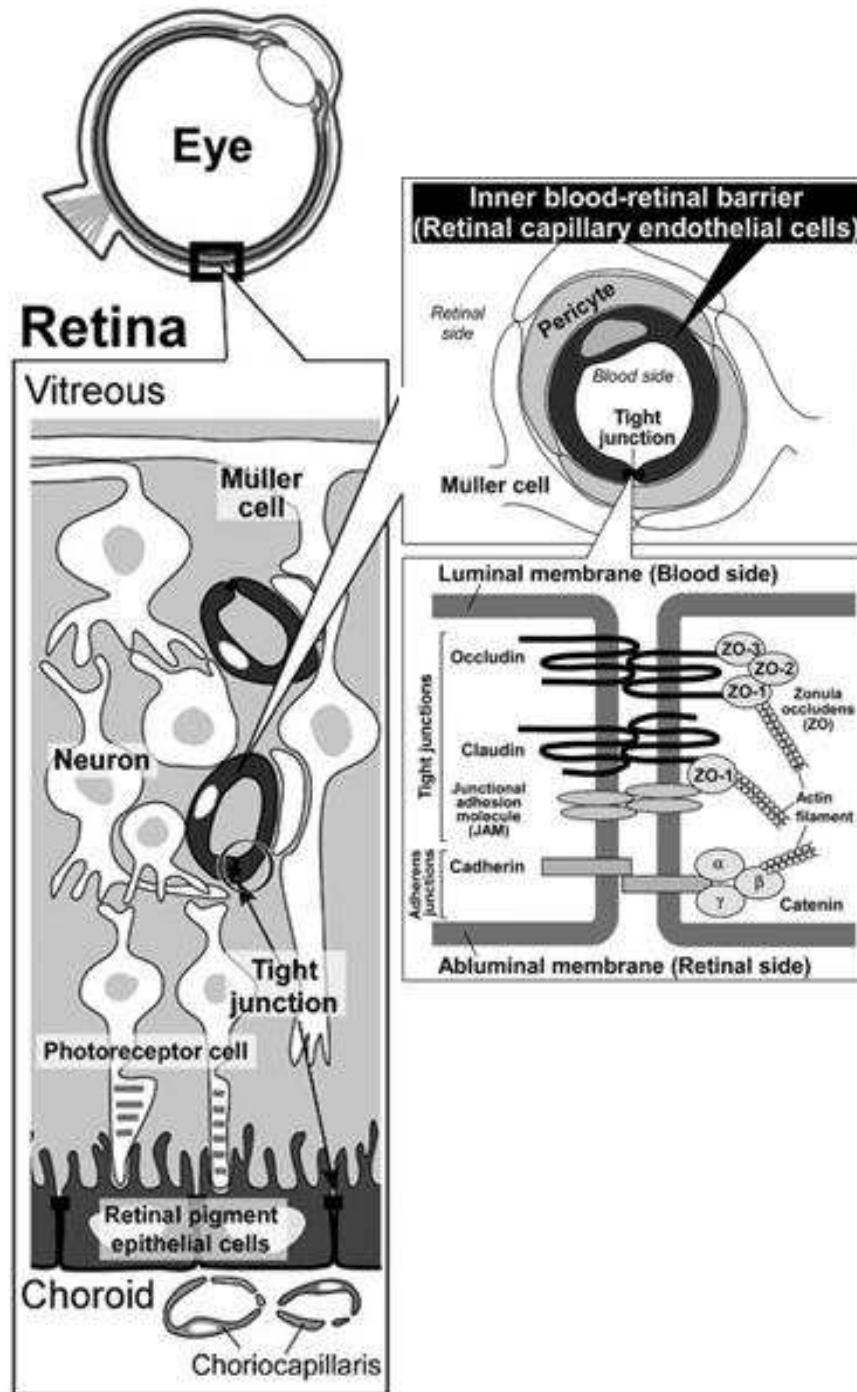 Eye
Retina
Vitreous
Müller
cell
Neuron
Tight
junction
Photoreceptor cell
Retinal pigment
epithelial cells
Choroid
Choriocapillaris
Inner blood-retinal barrier
(Retinal capillary endothelial cells)
Retinal
side
Pericyte
Blood side
Tight
junction
Muller cell
Luminal membrane (Blood side)
Tight junctions
Occludin
ZO-3
ZO-2
ZO-1
Zonula
occludens
(ZO)
Claudin
ZO-1
Junctional
adhesion
molecule
(JAM)
Actin
filament
Adherens
junctions
Cadherin
α
β
γ
Catenin
Abluminal membrane (Retinal side)